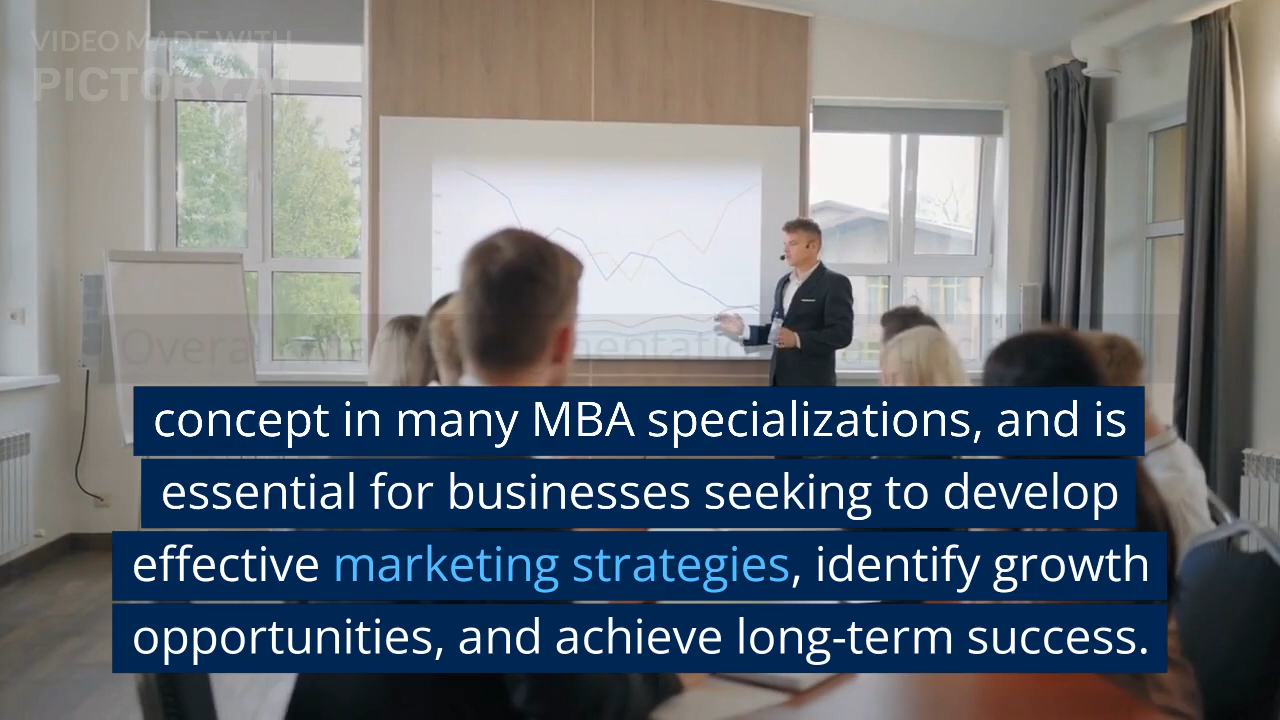 VIDEO MADE WITH
PICTORY.AI
concept in many MBA specializations, and is
essential for businesses seeking to develop
effective marketing strategies, identify growth
opportunities, and achieve long-term success.